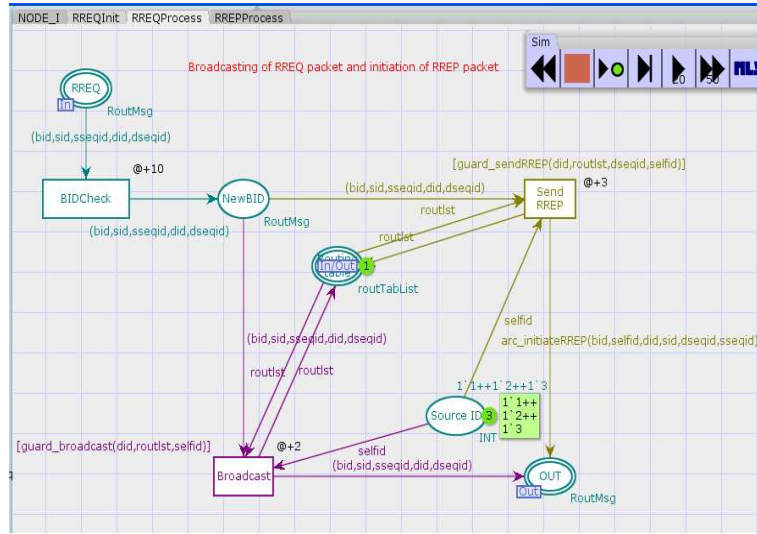 NODE_I RREQInit RREQProcess RREPProcess
Sim
Broadcasting of RREQ packet and initiation of RREP packet
20
50
RREQ
In
RoutMsg
(bid,sid,sseqid,did,dseqid)
[guard_sendRREP(did,routlst,dseqid,selfid)]
@+10
@+3
BIDCheck
NewBID
(bid,sid,sseqid,did,dseqid)
Send
RREP
RoutMsg
routlst
(bid,sid,sseqid,did,dseqid)
routlst
In/Out
1
routTabList
selfid
(bid,sid,sseqid,did,dseqid)
arc_initiateRREP(bid,selfid,did,sid,dseqid,sseqid)
routlst
routlst
1`1++1`2++1`3
Source ID
3
1`1++
1`2++
1`3
INT
[guard_broadcast(did,routlst,selfid)]
@+2
selfid
(bid,sid,sseqid,did,dseqid)
Broadcast
OUT
Out
RoutMsg